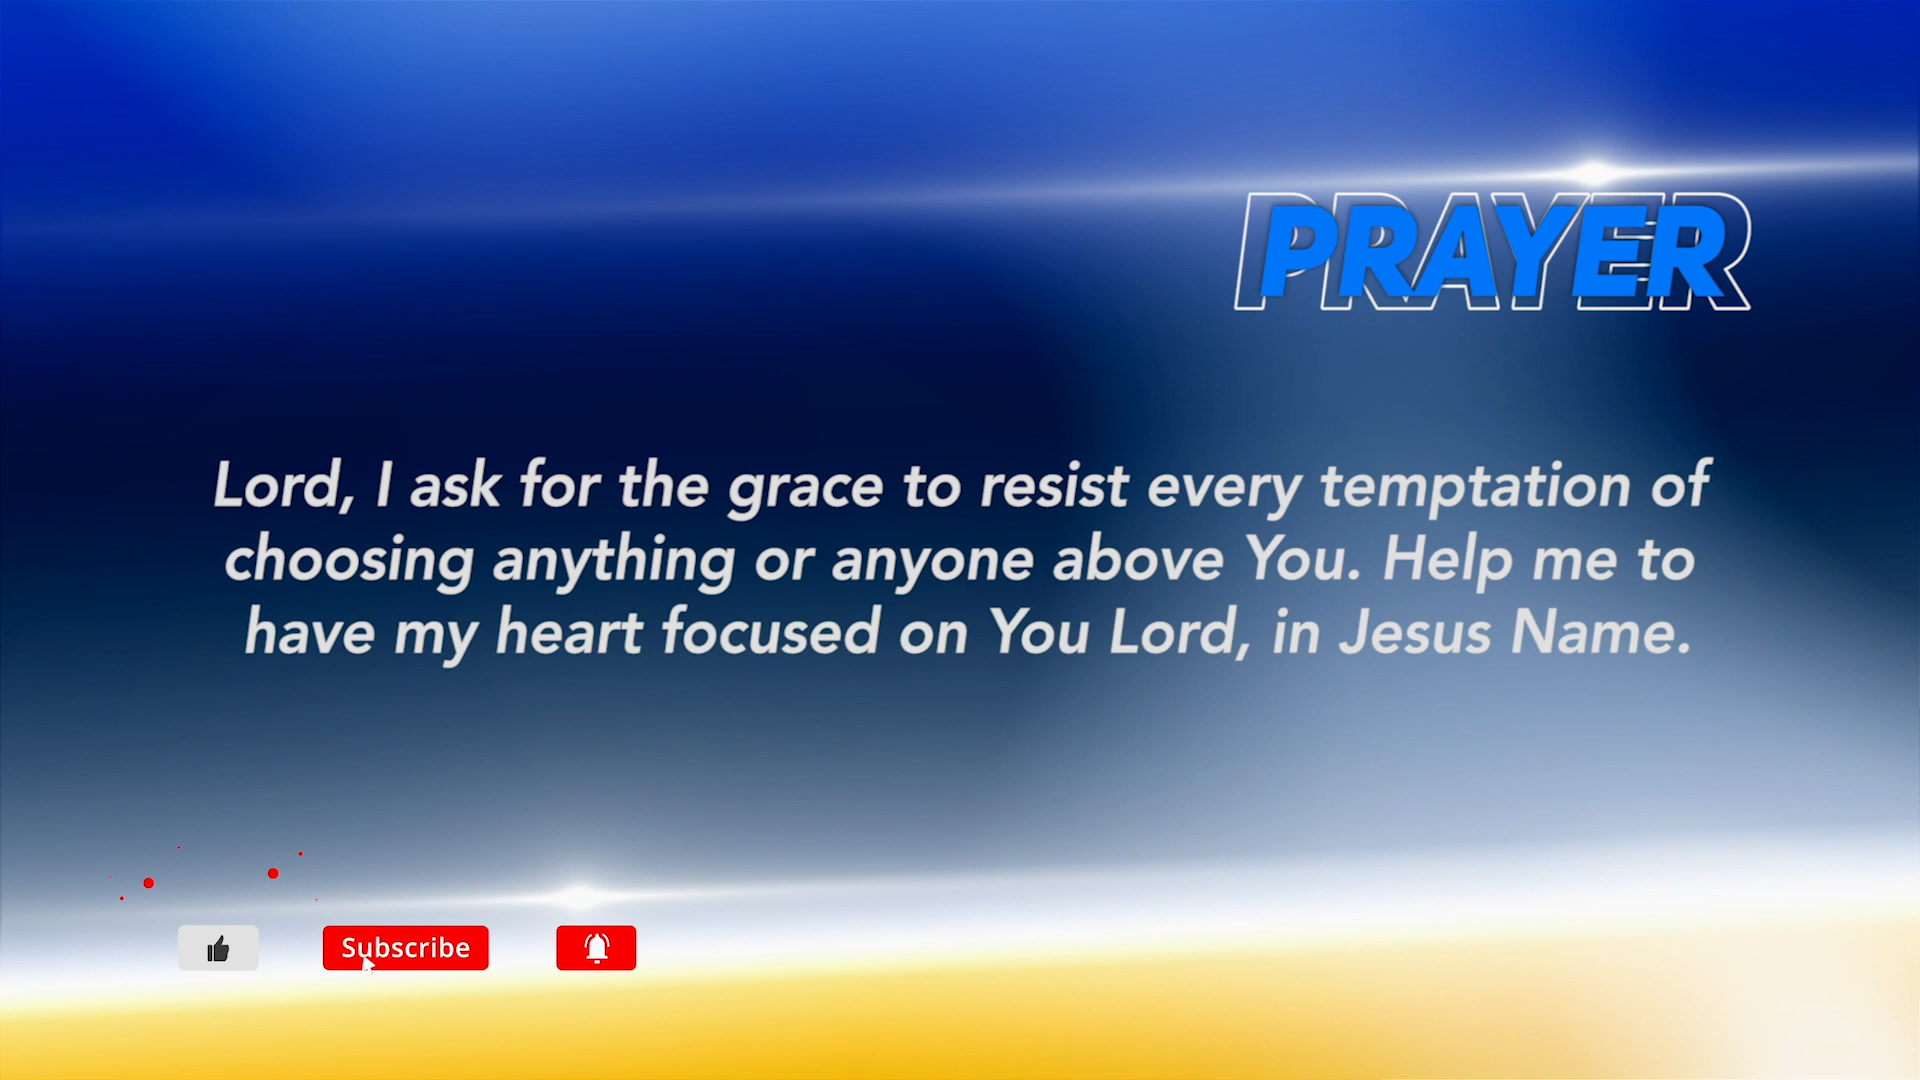 PRAYER
Lord, I ask for the grace to resist every temptation of
choosing anything or anyone above You. Help me to
have my heart focused on You Lord, in Jesus Name.
Subscribe